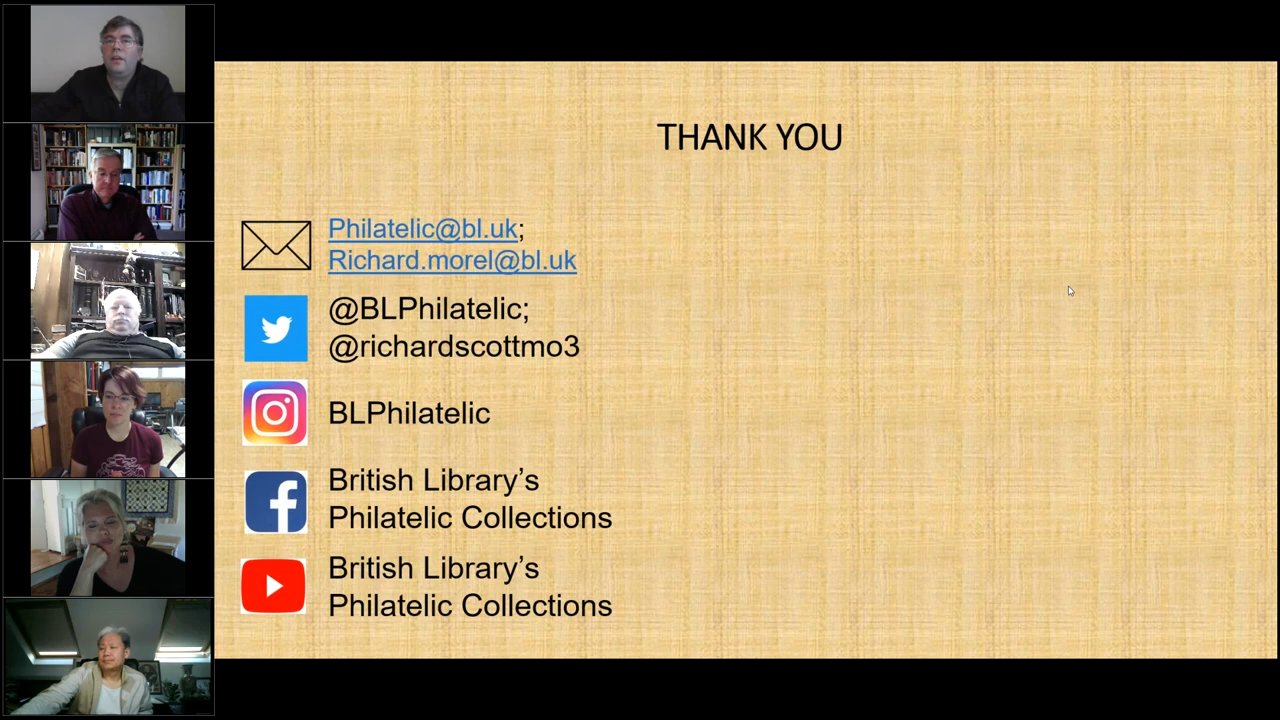 THANK YOU
Philatelic@bl.uk;
Richard.morel@bl.uk
@BLPhilatelic;
@richardscottmo3
BLPhilatelic
British Library’s
Philatelic Collections
British Library’s
Philatelic Collections